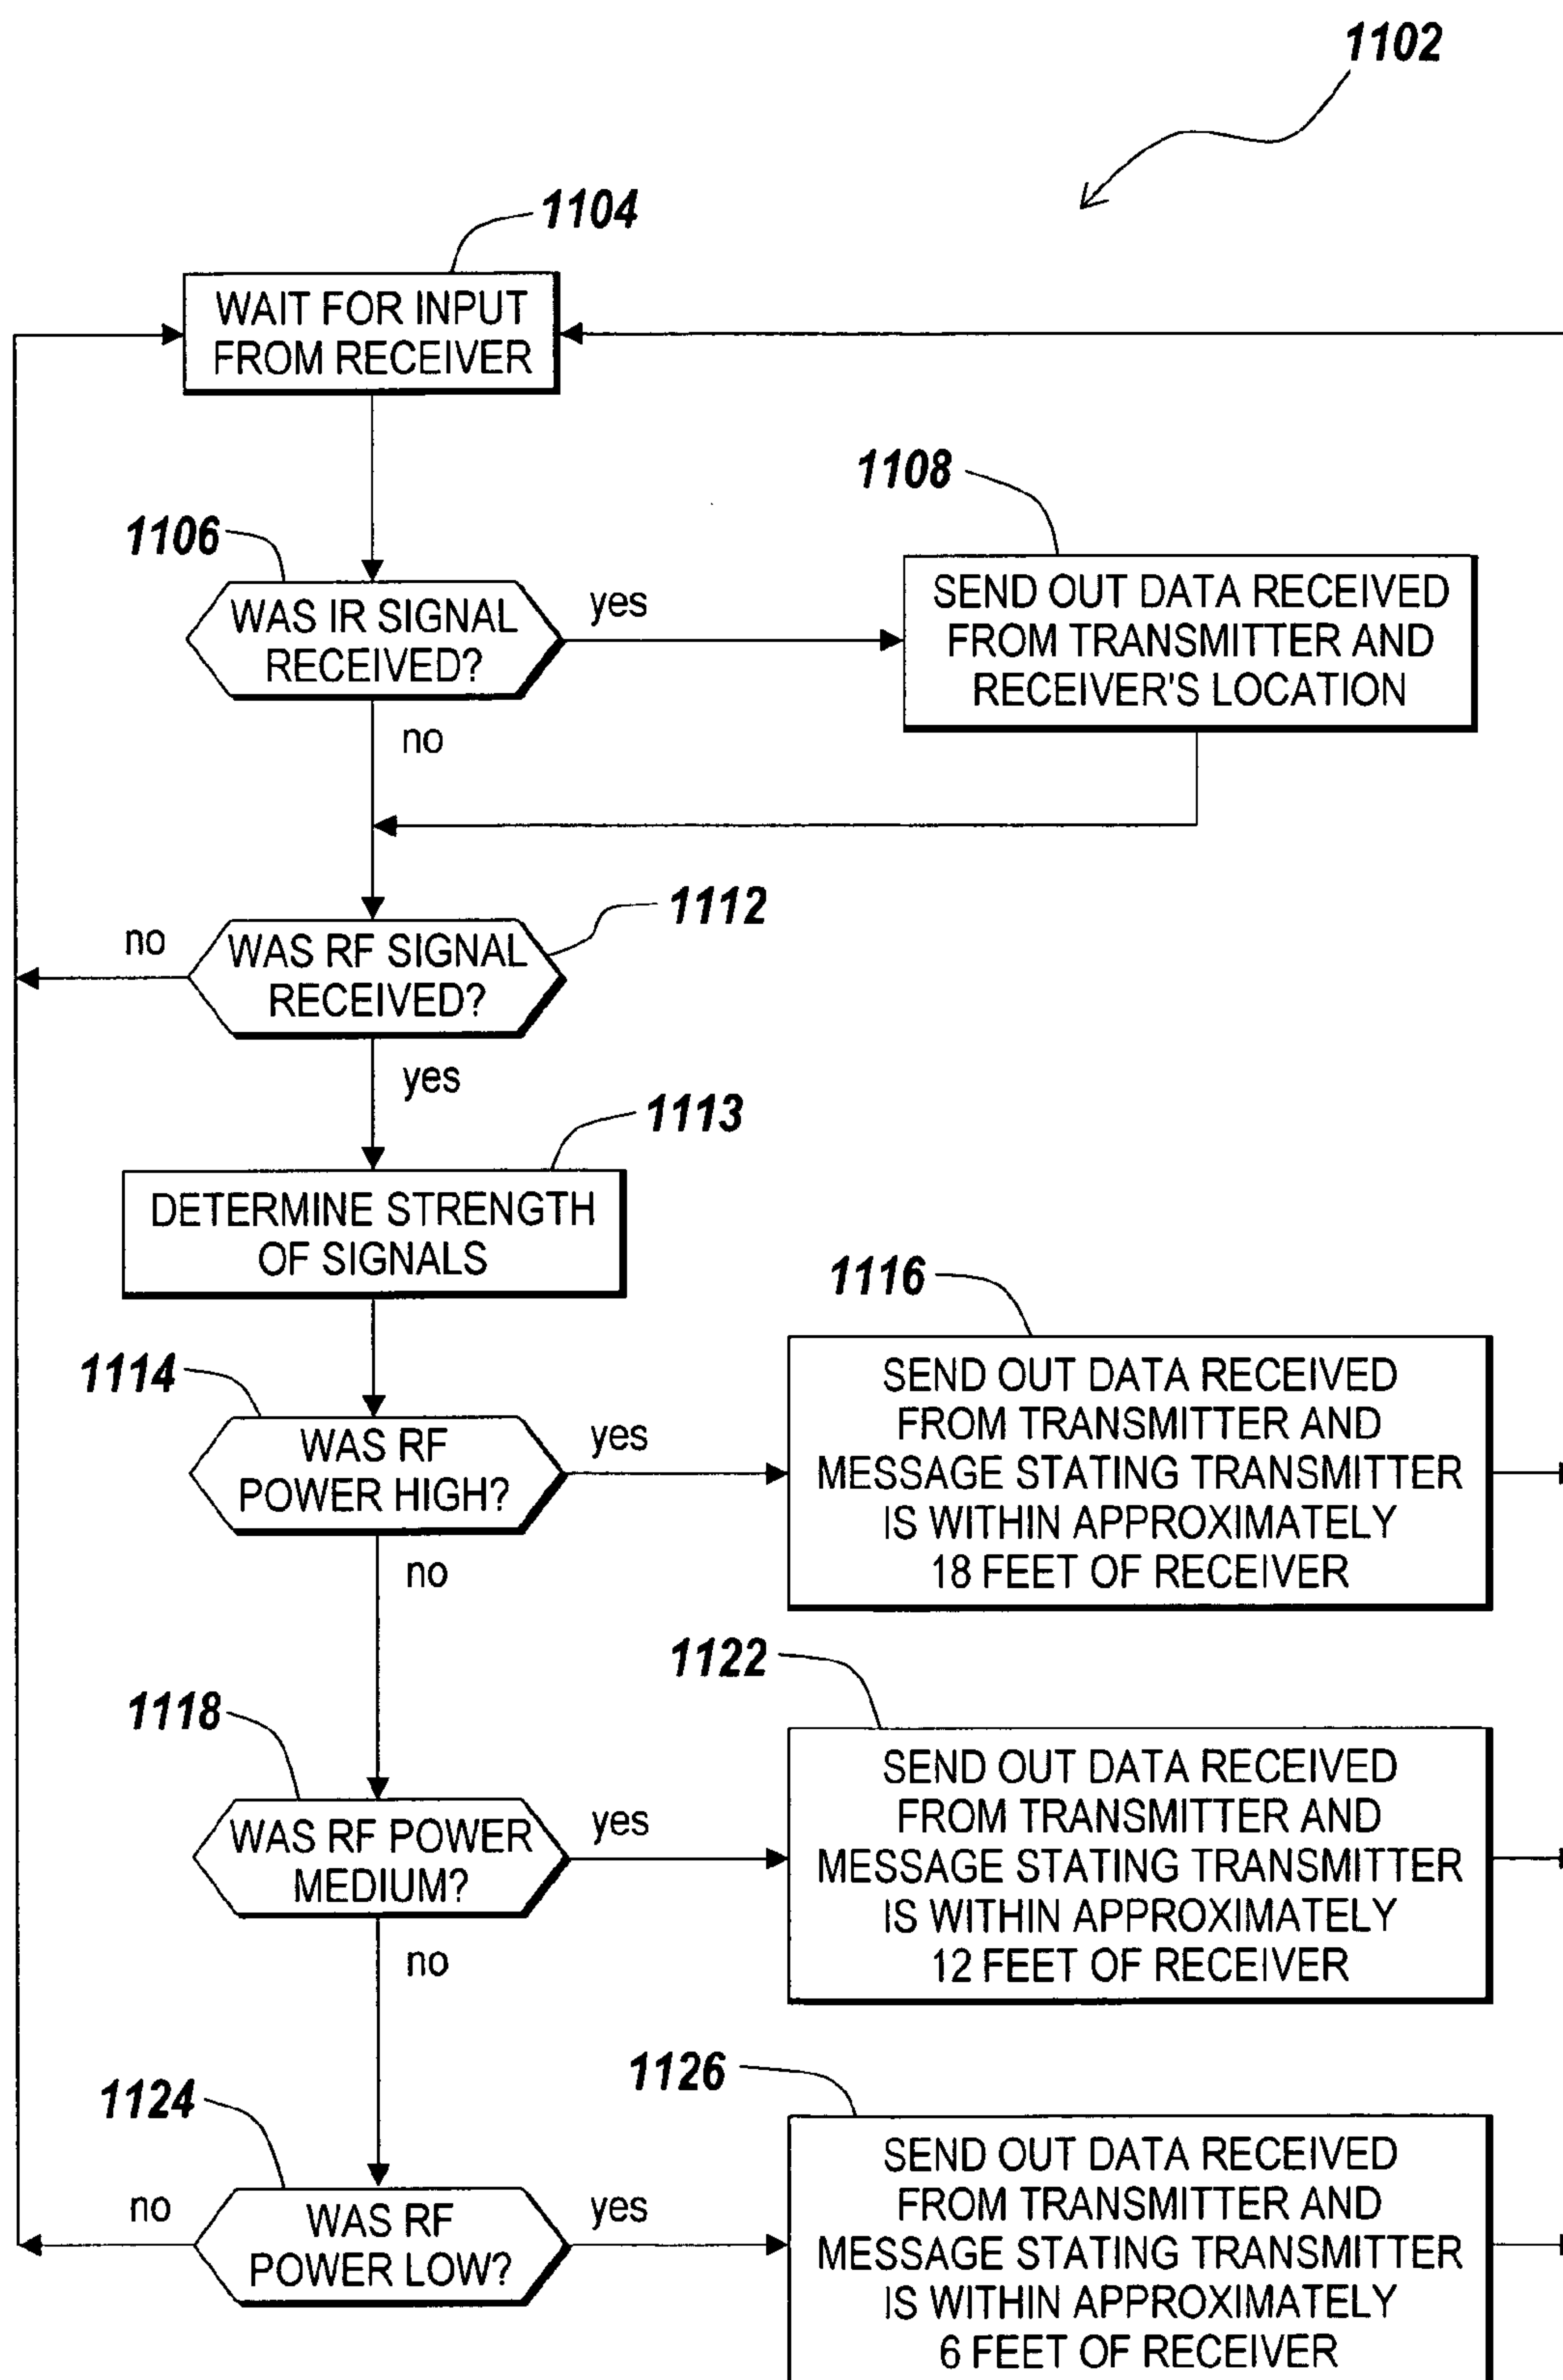 1102
1104
WAIT FOR INPUT
FROM RECEIVER
1108
1106
WAS IR SIGNAL
RECEIVED?
yes
SEND OUT DATA RECEIVED
FROM TRANSMITTER AND
RECEIVER'S LOCATION
no
1112
no
WAS RF SIGNAL
RECEIVED?
yes
1113
DETERMINE STRENGTH
OF SIGNALS
1116
1114
WAS RF
POWER HIGH?
yes
SEND OUT DATA RECEIVED
FROM TRANSMITTER AND
MESSAGE STATING TRANSMITTER
IS WITHIN APPROXIMATELY
18 FEET OF RECEIVER
no
1122
1118
WAS RF POWER
MEDIUM?
yes
SEND OUT DATA RECEIVED
FROM TRANSMITTER AND
MESSAGE STATING TRANSMITTER
IS WITHIN APPROXIMATELY
12 FEET OF RECEIVER
no
1126
1124
no
WAS RF
POWER LOW?
yes
SEND OUT DATA RECEIVED
FROM TRANSMITTER AND
MESSAGE STATING TRANSMITTER
IS WITHIN APPROXIMATELY
6 FEET OF RECEIVER